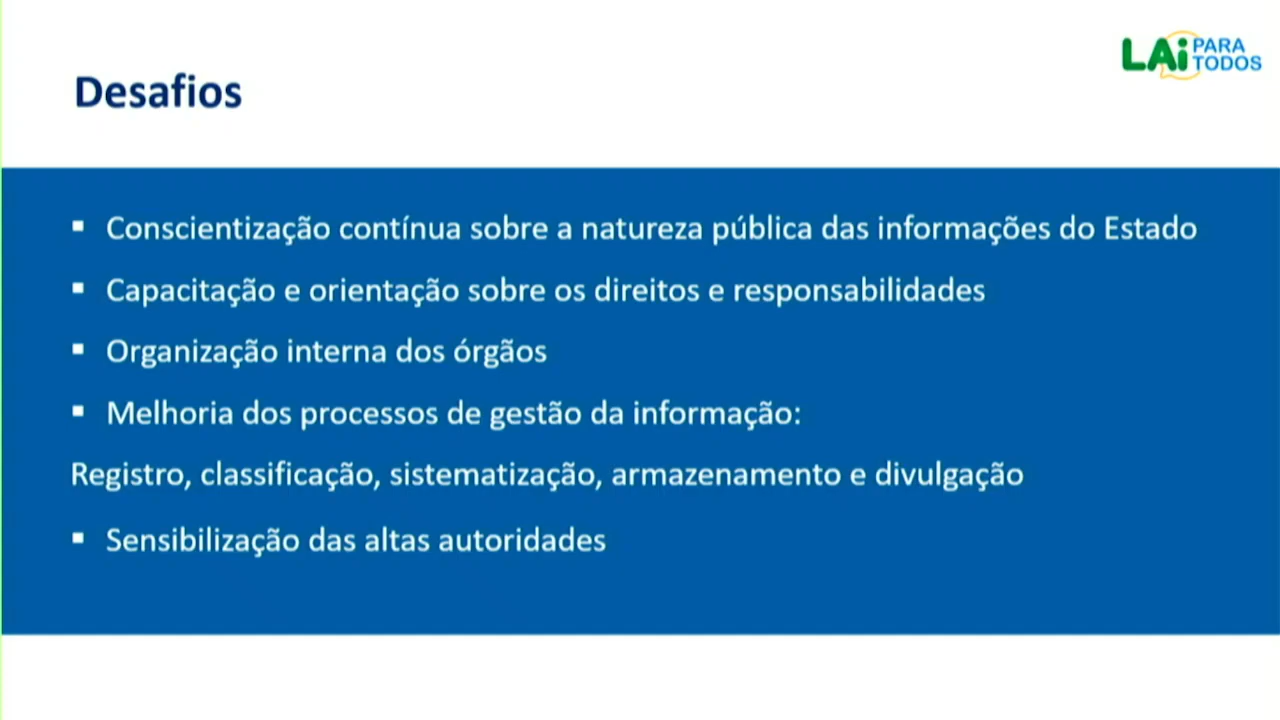 LAi PARA
TODOS
Desafios
▪ Conscientização contínua sobre a natureza pública das informações do Estado
▪ Capacitação e orientação sobre os direitos e responsabilidades
▪ Organização interna dos órgãos
▪ Melhoria dos processos de gestão da informação:
Registro, classificação, sistematização, armazenamento e divulgação
▪ Sensibilização das altas autoridades